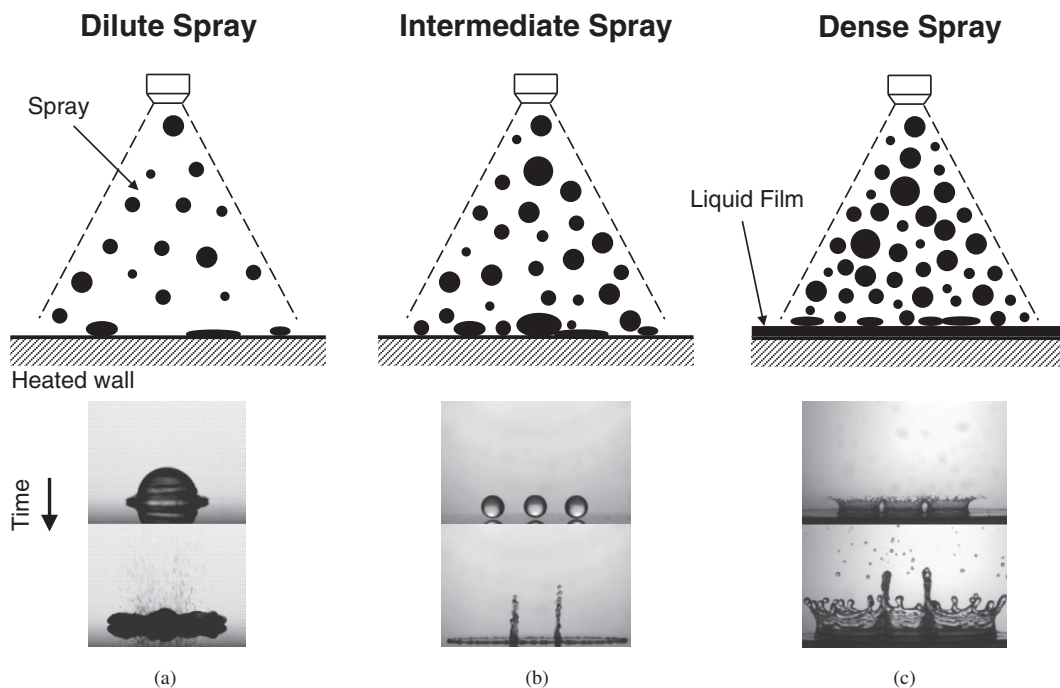 Dilute Spray
Intermediate Spray
Dense Spray
Spray
Liquid Film
Heated wall
Time
(a)
(b)
(c)